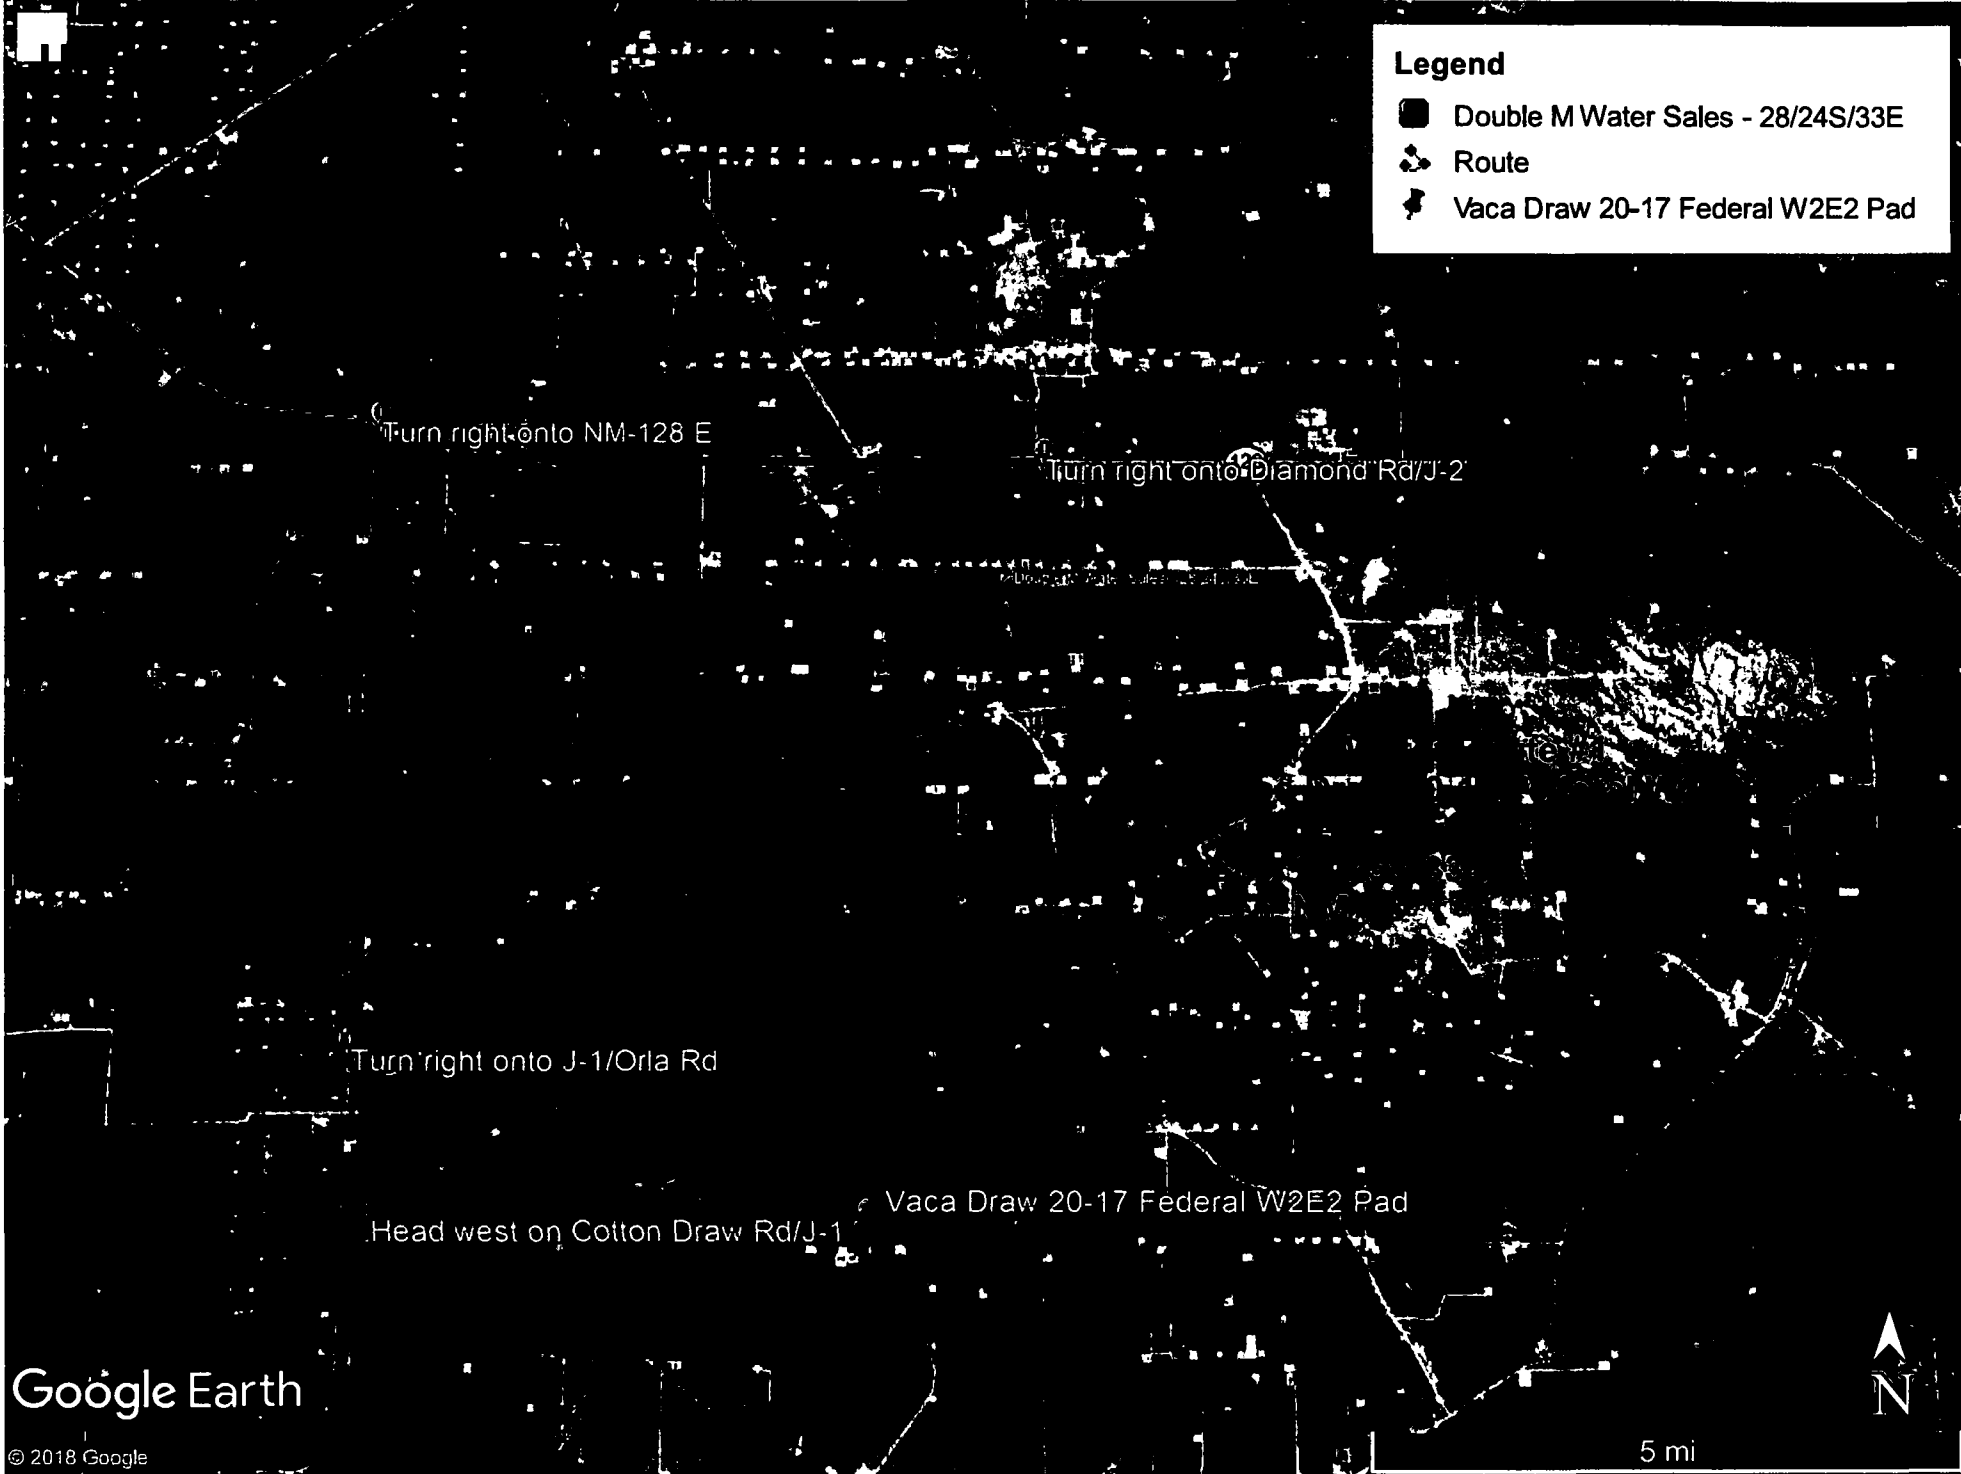 Legend
Double M Water Sales - 28/24S/33E
Route
Vaca Draw 20-17 Federal W2E2 Pad
Turn right onto NM-128 E
Turn right onto Diamond Rd/J-2
Turn right onto J-1/Orla Rd
Vaca Draw 20-17 Federal W2E2 Pad
Head west on Cotton Draw Rd/J-1
Google Earth
© 2018 Google
N
5 mi